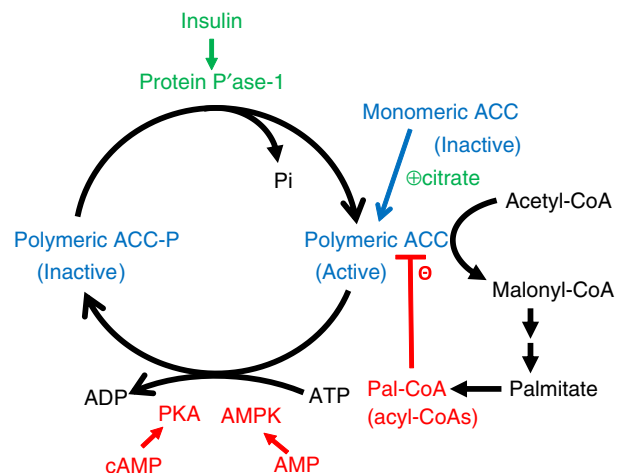 Insulin
Protein P′ase-1
Monomeric ACC
(Inactive)
⊕citrate
Pi
Acetyl-CoA
Polymeric ACC-P
(Inactive)
Polymeric ACC
(Active)
Θ
Malonyl-CoA
ADP
ATP
Pal-CoA
(acyl-CoAs)
Palmitate
PKA
AMPK
cAMP
AMP